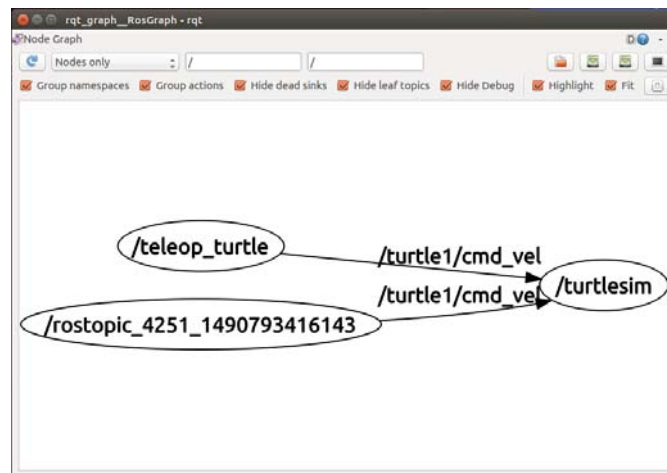 rqt_graph__RosGraph - rqt
Node Graph
D
-
Nodes only
/
/
Group namespaces
Group actions
Hide dead sinks
Hide leaf topics
Hide Debug
Highlight
Fit
/teleop_turtle
/turtle1/cmd_vel
/turtlesim
/turtle1/cmd_vel
/rostopic_4251_1490793416143